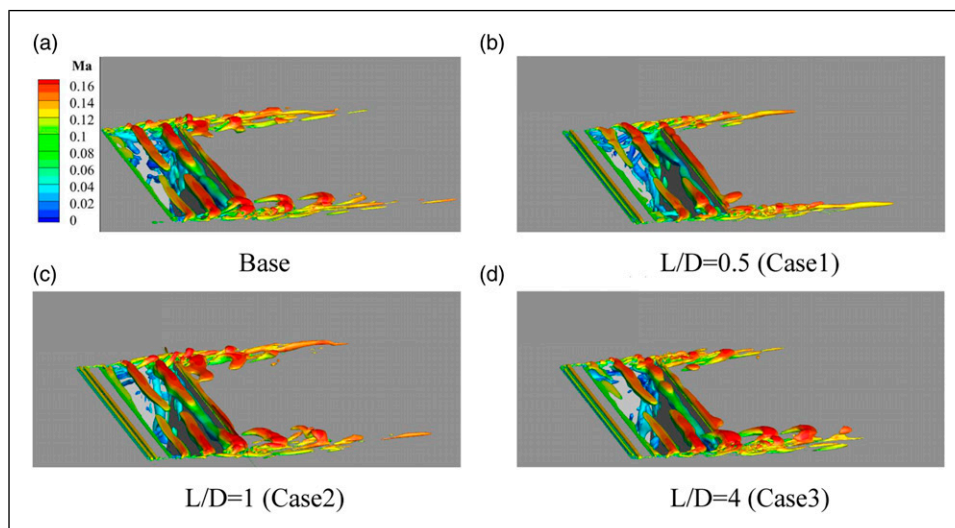 (a)
Ma
0.16
0.14
0.12
0.10
0.08
0.06
0.04
0.02
0
Base
(b)
L/D=0.5 (Case1)
(c)
L/D=1 (Case2)
(d)
L/D=4 (Case3)